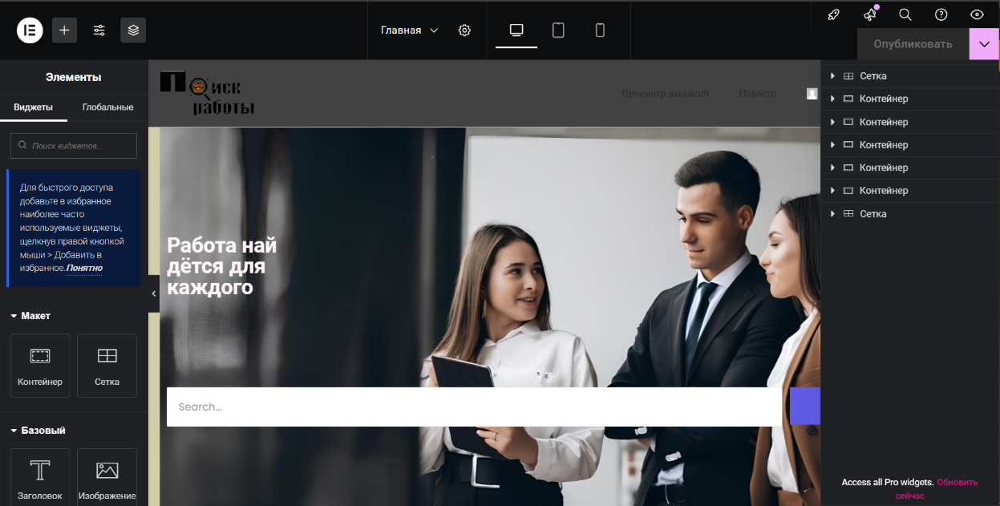 Главная
Опубликовать
Элементы
Виджеты
Глобальные
Поиск виджетов...
Для быстрого доступа
добавьте в избранное
наиболее часто
используемые виджеты,
щелкнув правой кнопкой
мыши > Добавить в
избранное.Понятно
Макет
Контейнер
Сетка
Базовый
Заголовок
Изображение
Поиск
работы
Просмотр вакансий
Новости
Работа най
дётся для
каждого
Search...
Сетка
Контейнер
Контейнер
Контейнер
Контейнер
Контейнер
Сетка
Access all Pro widgets. Обновить
сейчас